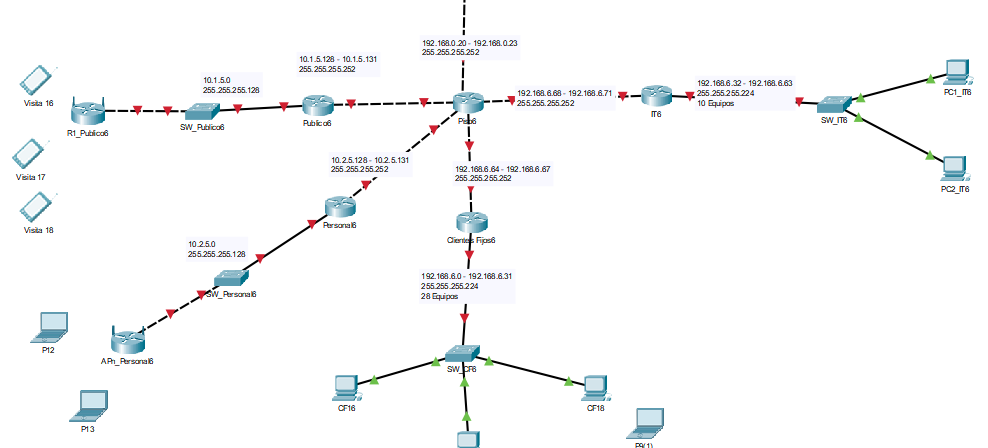 192.168.0.20 - 192.168.0.23
255.255.255.252
10.1.5.128 - 10.1.5.131
255.255.255.252
10.1.5.0
255.255.255.128
192.168.6.68 - 192.168.6.71
255.255.255.252
192.168.6.32 - 192.168.6.63
255.255.255.224
10 Equipos
Visita 16
R1_Publico6
SW_Publico6
Publico6
Piso6
IT6
SW_IT6
PC1_IT6
Visita 17
10.2.5.128 - 10.2.5.131
255.255.255.252
192.168.6.64 - 192.168.6.67
255.255.255.252
PC2_IT6
Visita 18
Personal6
Clientes Fijos6
10.2.5.0
255.255.255.128
SW_Personal6
192.168.6.0 - 192.168.6.31
255.255.255.224
28 Equipos
P12
APn_Personal6
SW_CF6
CF16
CF18
P13
P9(1)